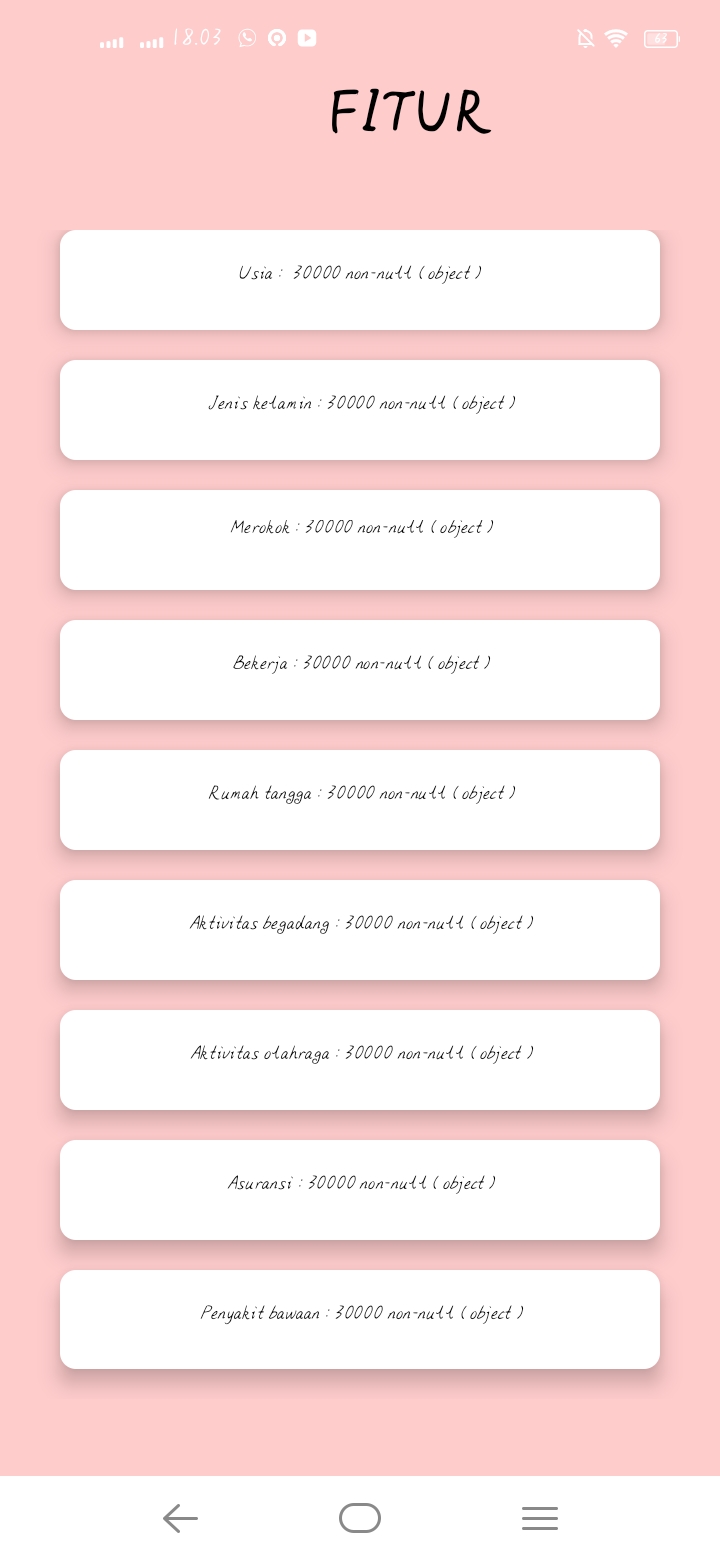 18.03
63
FITUR
Usia : 30000 non-null ( object )
Jenis kelamin : 30000 non-null ( object )
Merokok : 30000 non-null ( object )
Bekerja : 30000 non-null ( object )
Rumah tangga : 30000 non-null ( object )
Aktivitas begadang : 30000 non-null ( object )
Aktivitas olahraga : 30000 non-null ( object )
Asuransi : 30000 non-null ( object )
Penyakit bawaan : 30000 non-null ( object )